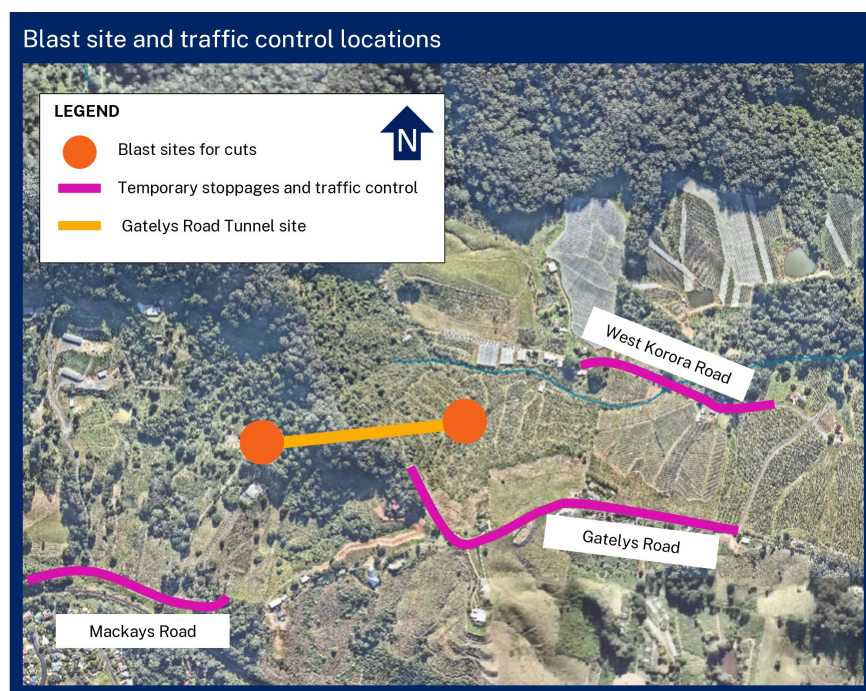 Blast site and traffic control locations
LEGEND
N
Blast sites for cuts
Temporary stoppages and traffic control
Gatelys Road Tunnel site
West Korora Road
Gatelys Road
Mackays Road